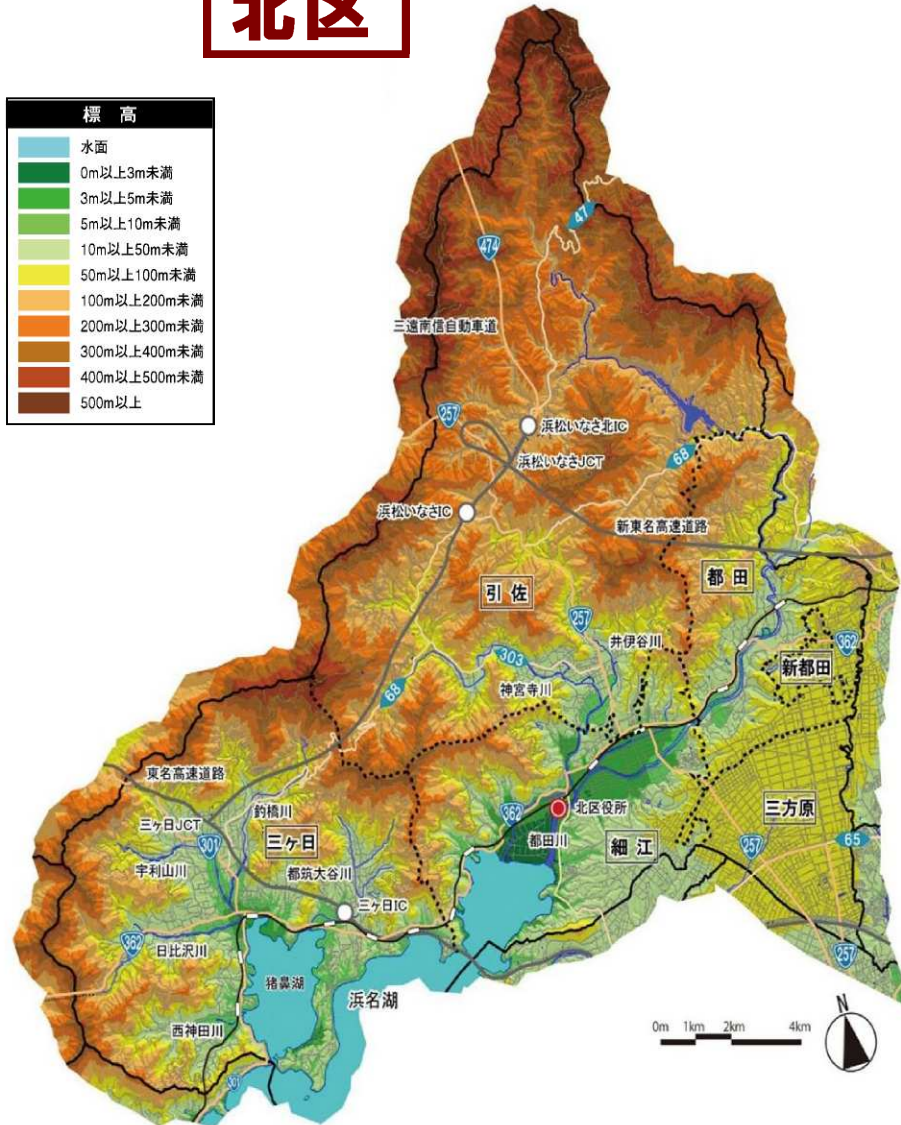 北区
標高
水面
0m以上3m未満
3m以上5m未満
5m以上10m未満
10m以上50m未満
50m以上100m未満
100m以上200m未満
200m以上300m未満
300m以上400m未満
400m以上500m未満
500m以上
47
474
三遠南信自動車道
257
浜松いなさ北IC
浜松いなさJCT
68
浜松いなさIC
新東名高速道路
都田
引佐
257
井伊谷川
362
303
新都田
68
神宮寺川
東名高速道路
釣橋川
三ヶ日JCT
362
北区役所
三方原
301
三ヶ日
都田川
細江
257
65
宇利山川
都筑大谷川
三ヶ日IC
362
日比沢川
257
猪鼻湖
浜名湖
西神田川
0m 1km 2km 4km
N
301